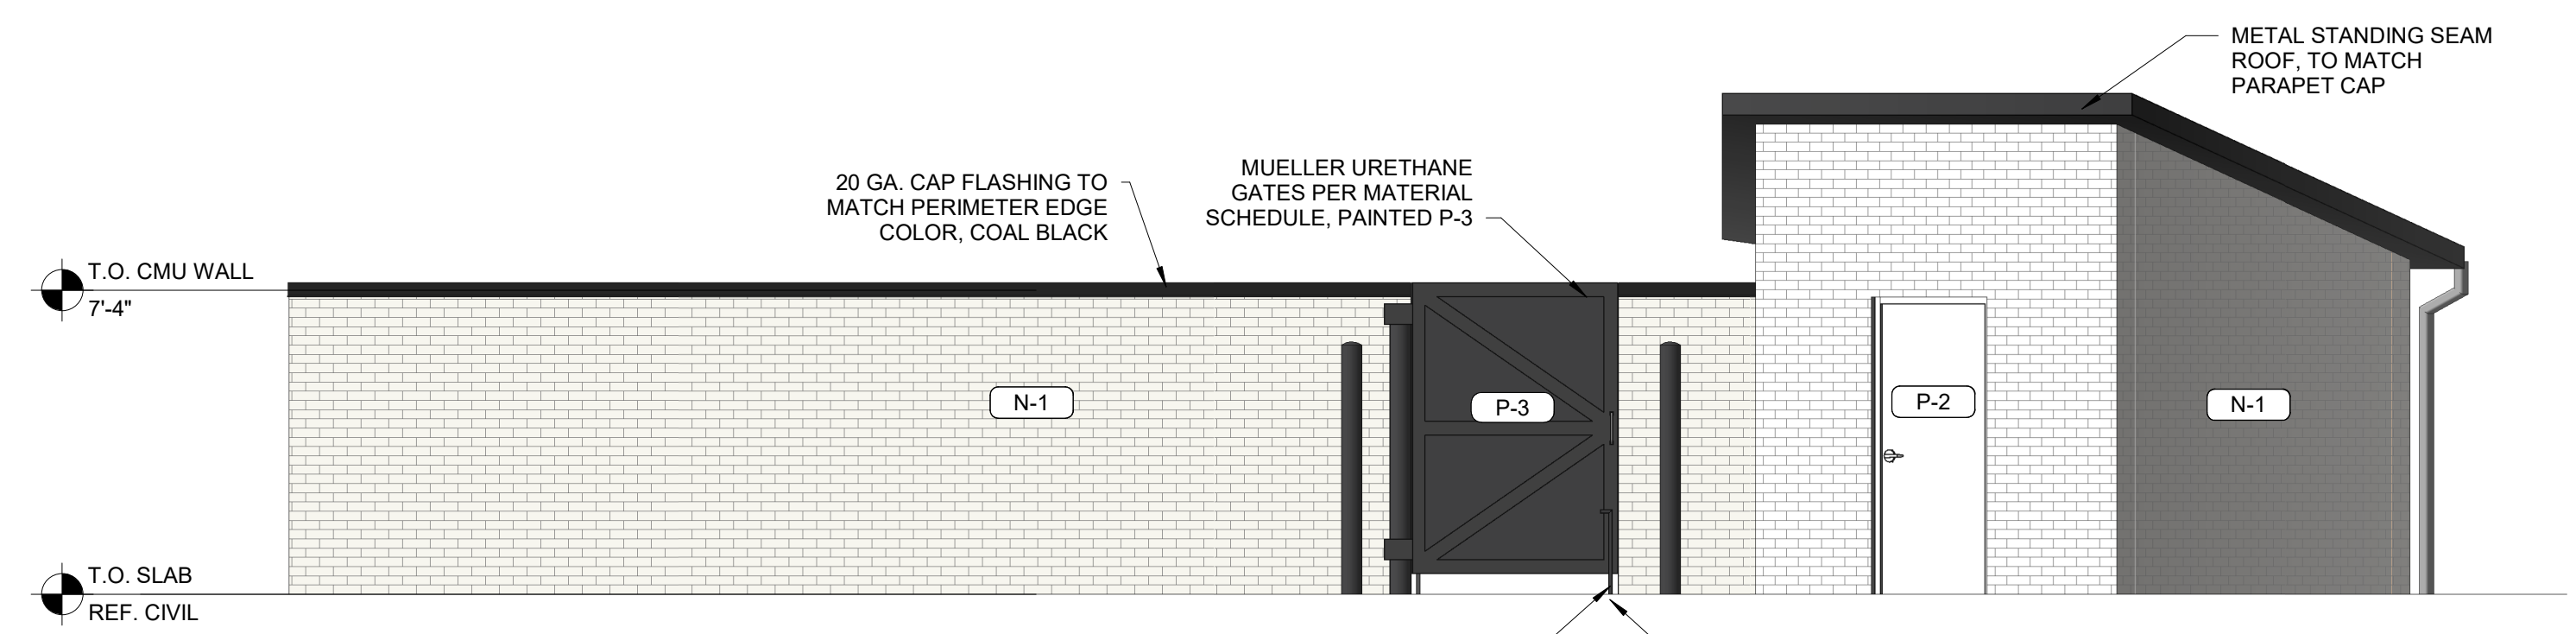 METAL STANDING SEAM
ROOF, TO MATCH
PARAPET CAP
MUELLER URETHANE
GATES PER MATERIAL
SCHEDULE, PAINTED P-3
20 GA. CAP FLASHING TO
MATCH PERIMETER EDGE
COLOR, COAL BLACK
T.O. CMU WALL
7'-4"
N-1
P-3
P-2
N-1
T.O. SLAB
REF. CIVIL